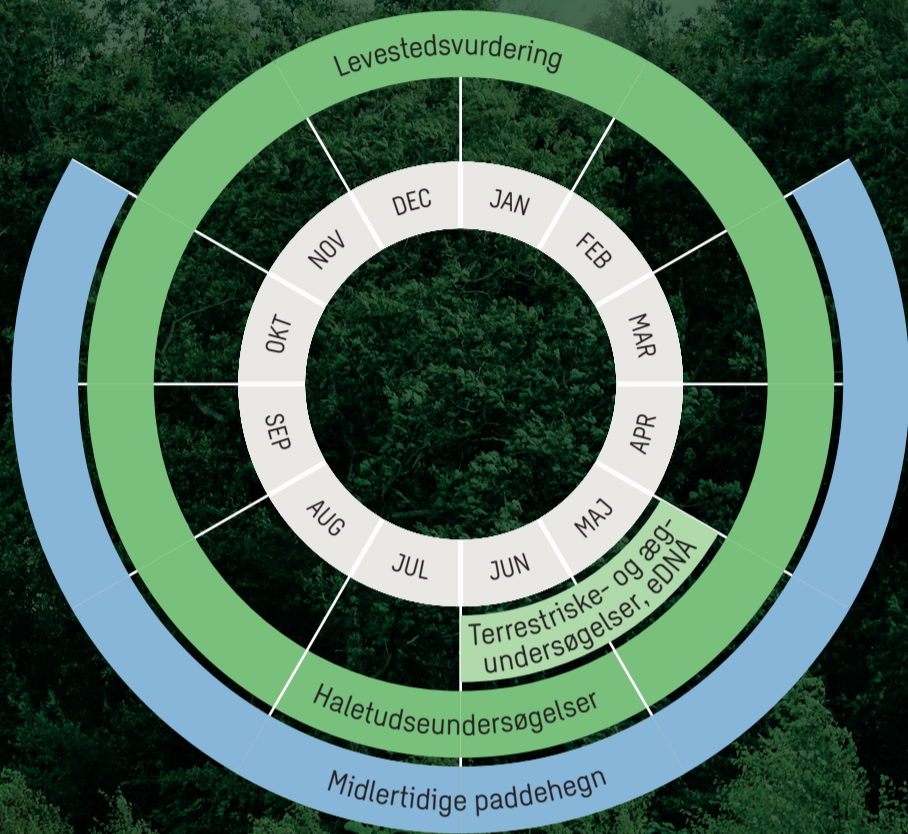 Levestedsvurdering
JAN
FEB
MAR
APR
MAJ
JUN
JUL
AUG
SEP
OKT
NOV
DEC
Terrestriske- og æg-
undersøgelser, eDNA
Haletudseundersøgelser
Midlertidige paddehegn